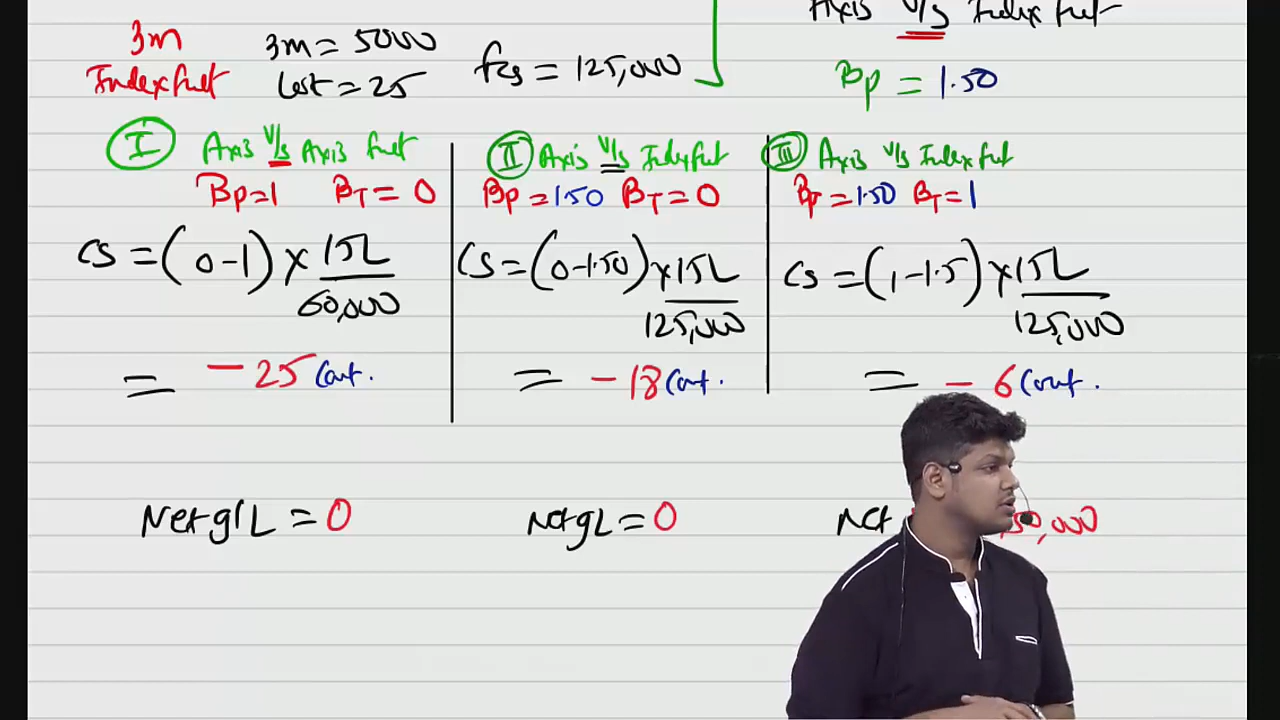 Axis V/s Index fut
3m
Index fut
3m = 5000
Lot = 25
fcs = 125,000
Bp = 1.50
I Axis V/s Axis fut
Bp=1 BT = 0
CS = (0-1) × 15L
60,000
= -25 Cont.
Net g/L = 0
II Axis V/s Index fut
Bp = 1.50 BT = 0
CS = (0-1.50) × 15L
125,000
= -18 Cont.
Net gL = 0
III Axis V/s Index fut
Bp = 1.50 BT = 1
CS = (1-1.5) × 15L
125,000
= -6 Cont.
Net 50,000